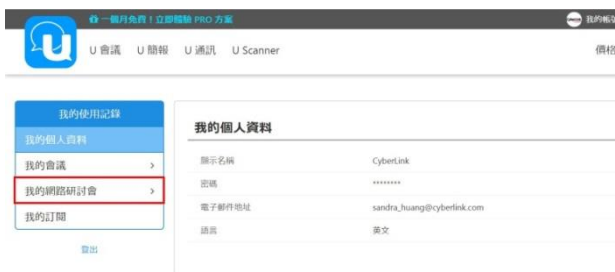 一個月免費！立即體驗 PRO 方案
我的帳號
U
U 會議 U 簡報 U 通訊 U Scanner
價格
我的使用記錄
我的個人資料
我的會議
我的網路研討會
我的訂閱
登出
我的個人資料
顯示名稱 CyberLink
密碼 ********
電子郵件地址 sandra_huang@cyberlink.com
語言 英文